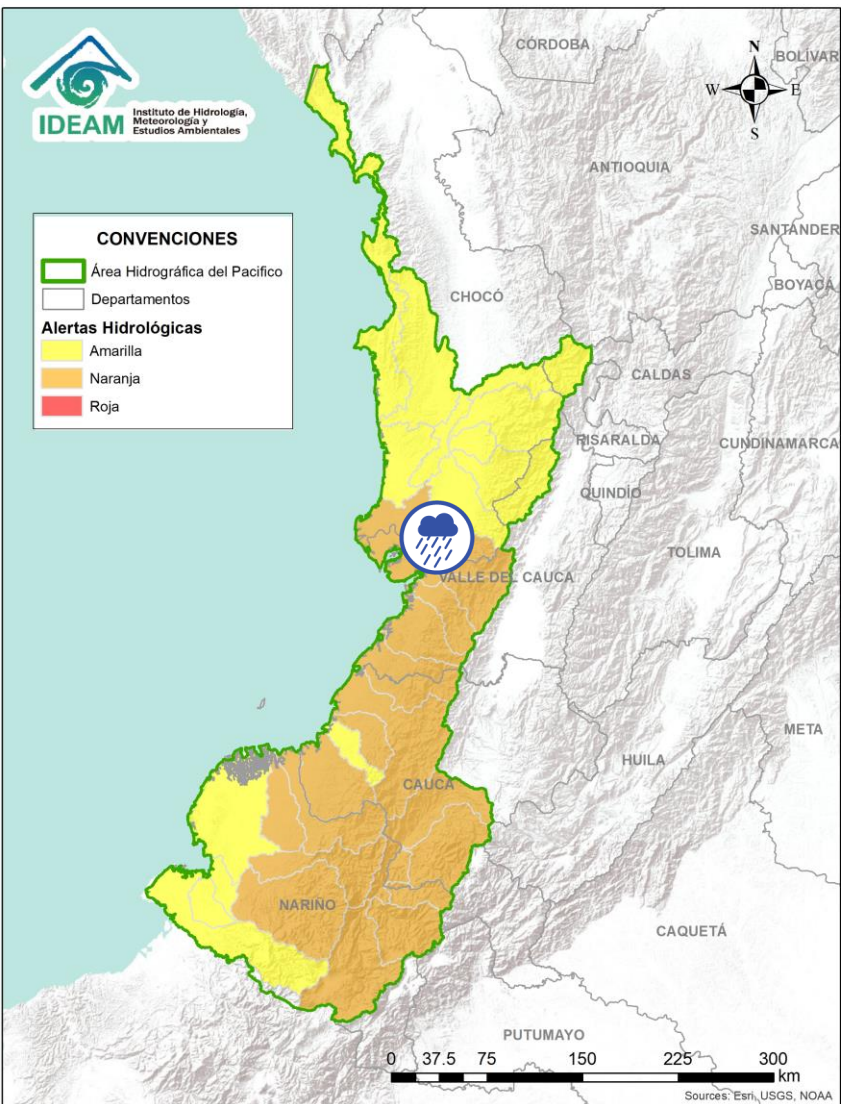 IDEAM
Instituto de Hidrología,
Meteorología y
Estudios Ambientales
CÓRDOBA
BOLÍVAR
N
W
E
S
ANTIOQUIA
SANTANDER
BOYACÁ
CONVENCIONES
Área Hidrográfica del Pacifico
Departamentos
Alertas Hidrológicas
Amarilla
Naranja
Roja
CHOCÓ
CALDAS
RISARALDA
CUNDINAMARCA
QUINDÍO
TOLIMA
VALLE DEL CAUCA
META
HUILA
CAUCA
NARIÑO
CAQUETÁ
PUTUMAYO
0 37.5 75 150 225 300
km
Sources: Esri, USGS, NOAA